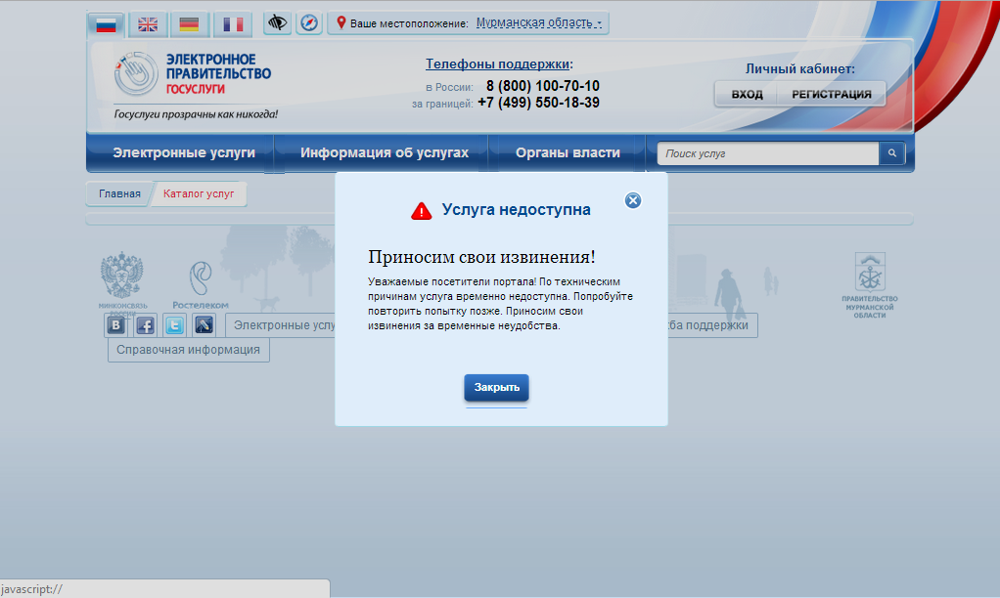 Ваше местоположение: Мурманская область
ЭЛЕКТРОННОЕ
ПРАВИТЕЛЬСТВО
ГОСУСЛУГИ
Госуслуги прозрачны как никогда!
Телефоны поддержки:
в России: 8 (800) 100-70-10
за границей: +7 (499) 550-18-39
Личный кабинет:
ВХОД РЕГИСТРАЦИЯ
Электронные услуги Информация об услугах Органы власти Поиск услуг
Главная Каталог услуг
Услуга недоступна
Приносим свои извинения!
Уважаемые посетители портала! По техническим
причинам услуга временно недоступна. Попробуйте
повторить попытку позже. Приносим свои
извинения за временные неудобства.
Закрыть
МИНКОМСВЯЗЬ
РОССИИ
Ростелеком
ПРАВИТЕЛЬСТВО
МУРМАНСКОЙ
ОБЛАСТИ
В f t
Электронные услу
ба поддержки
Справочная информация
javascript://